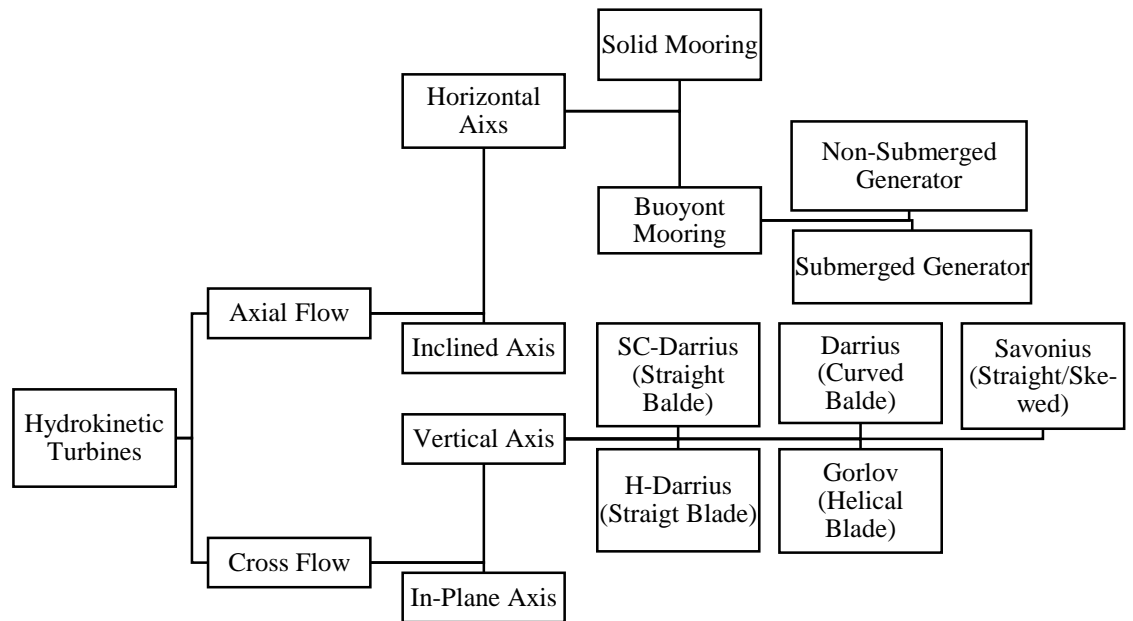 Hydrokinetic
Turbines
Axial Flow
Horizontal
Aixs
Solid Mooring
Buoyont
Mooring
Non-Submerged
Generator
Submerged Generator
Inclined Axis
Cross Flow
Vertical Axis
SC-Darrius
(Straight
Balde)
Darrius
(Curved
Balde)
Savonius
(Straight/Ske-
wed)
H-Darrius
(Straigt Blade)
Gorlov
(Helical
Blade)
In-Plane Axis